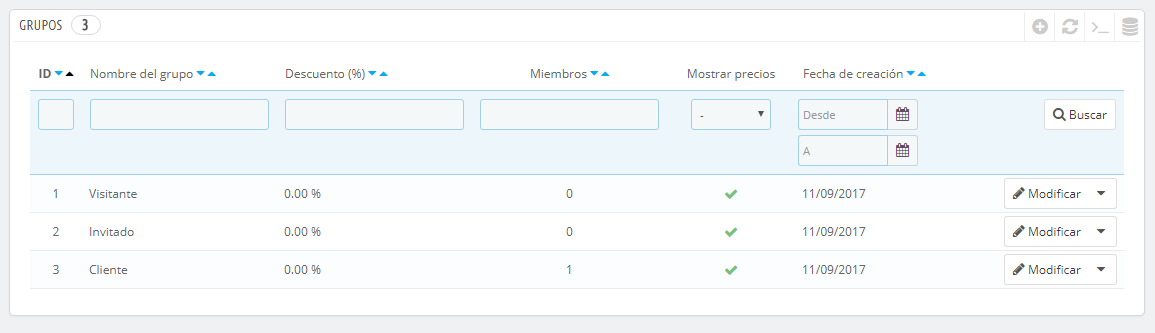 GRUPOS 3
ID Nombre del grupo Descuento (%) Miembros Mostrar precios Fecha de creación
- Desde Buscar
A
1 Visitante 0.00 % 0 11/09/2017 Modificar
2 Invitado 0.00 % 0 11/09/2017 Modificar
3 Cliente 0.00 % 1 11/09/2017 Modificar